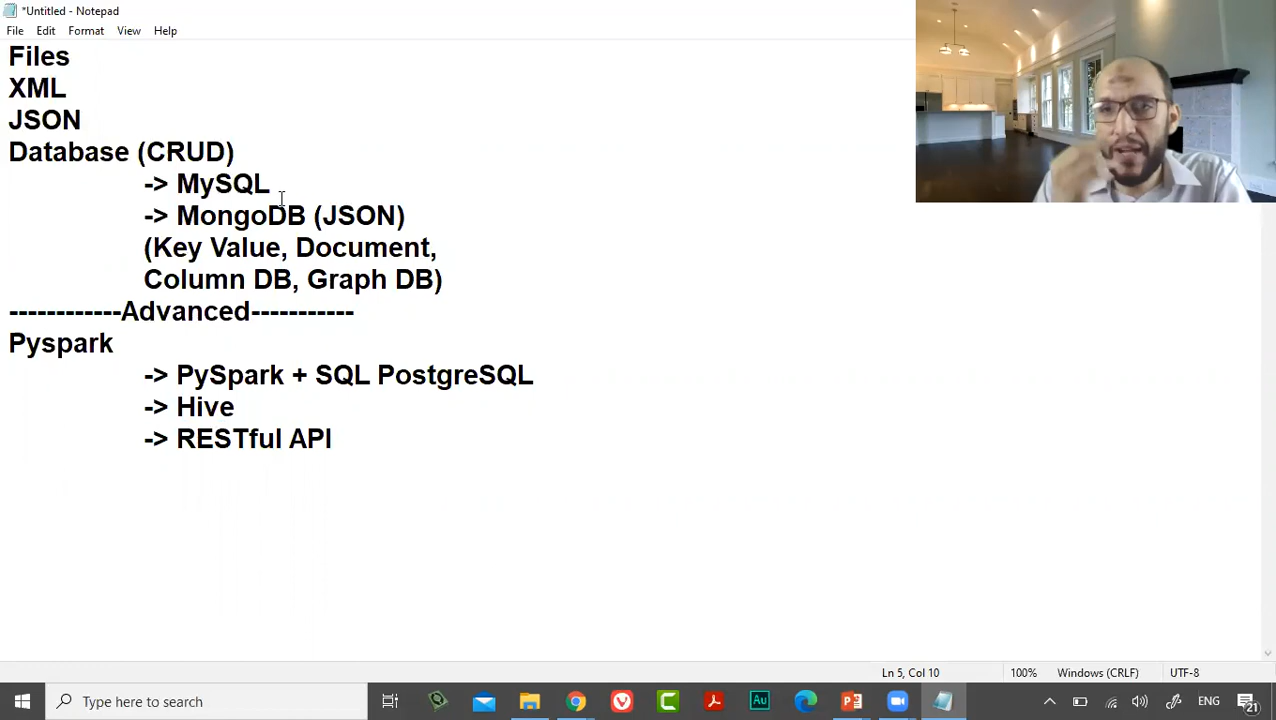 *Untitled - Notepad
File Edit Format View Help
Files
XML
JSON
Database (CRUD)
-> MySQL
-> MongoDB (JSON)
(Key Value, Document,
Column DB, Graph DB)
------------Advanced-----------
Pyspark
-> PySpark + SQL PostgreSQL
-> Hive
-> RESTful API
Ln 5, Col 10 100% Windows (CRLF) UTF-8
Type here to search Au ENG 21